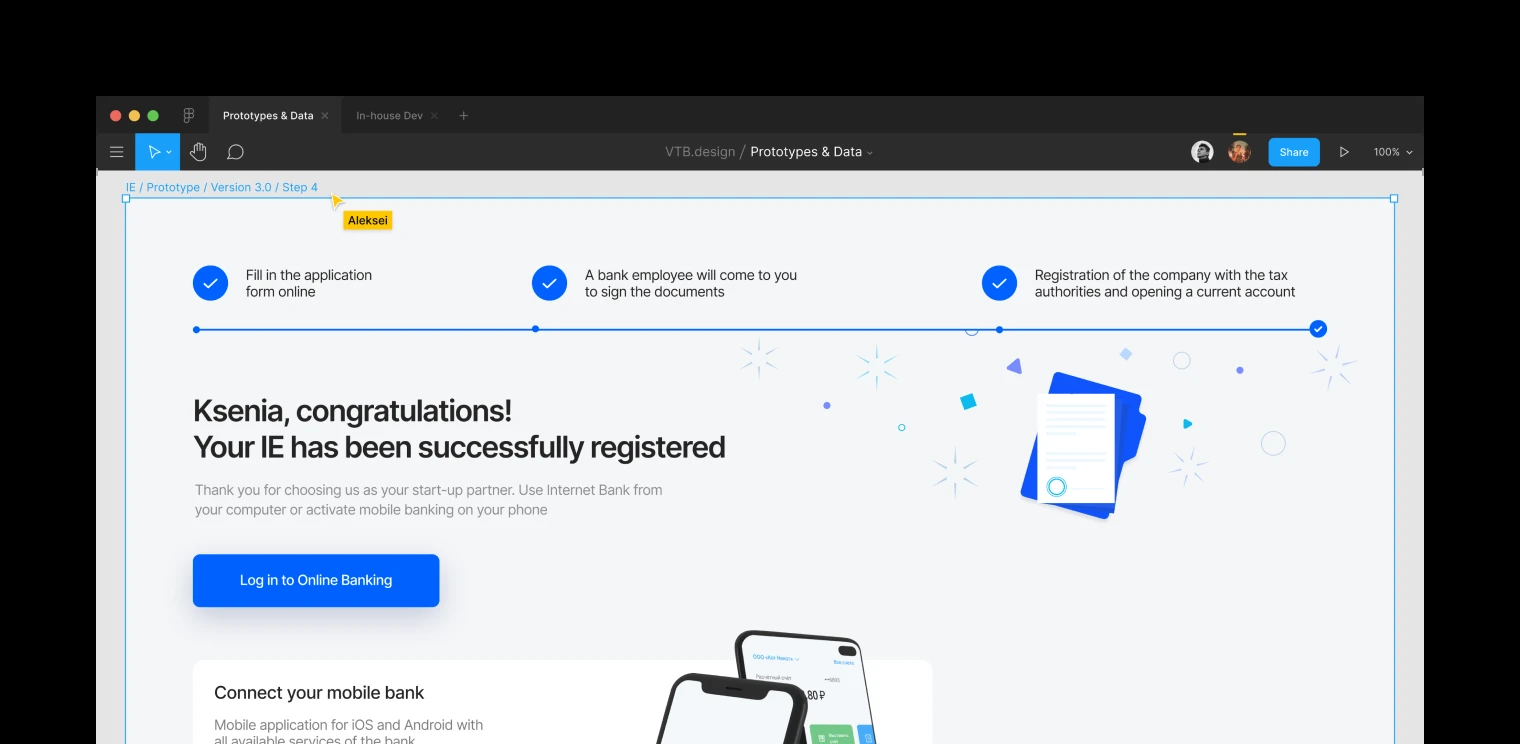 Prototypes & Data
In-house Dev
VTB.design / Prototypes & Data
Share
100%
IE / Prototype / Version 3.0 / Step 4
Aleksei
Fill in the application
form online
A bank employee will come to you
to sign the documents
Registration of the company with the tax
authorities and opening a current account
Ksenia, congratulations!
Your IE has been successfully registered
Thank you for choosing us as your start-up partner. Use Internet Bank from
your computer or activate mobile banking on your phone
Log in to Online Banking
Connect your mobile bank
Mobile application for iOS and Android with
all available services of the bank
Расчётный счёт
80 ₽
Выставить
счёт